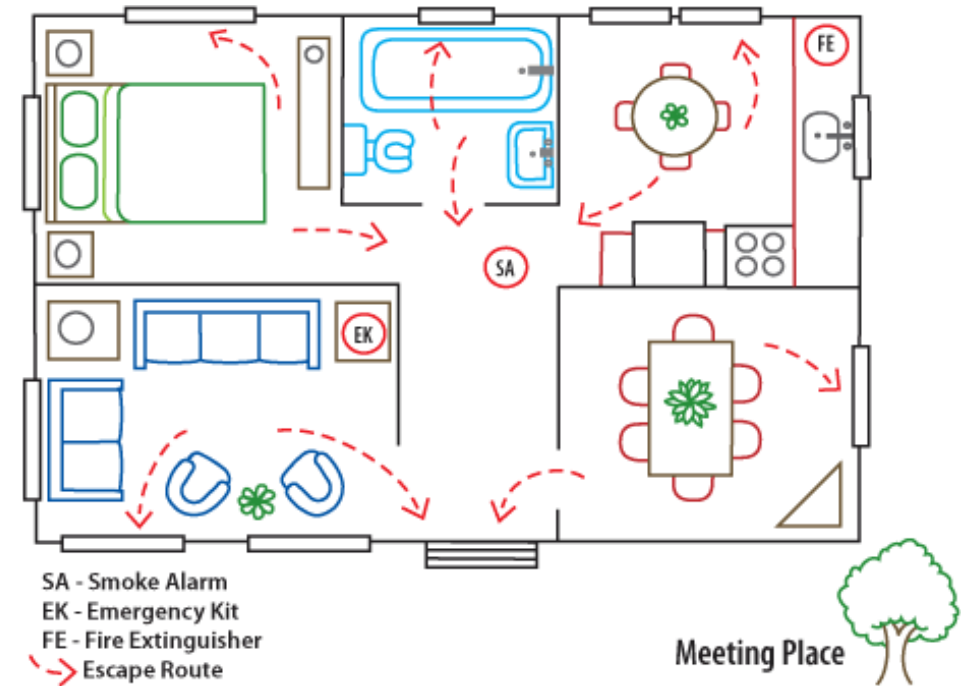 FE
SA
EK
SA - Smoke Alarm
EK - Emergency Kit
FE - Fire Extinguisher
Escape Route
Meeting Place